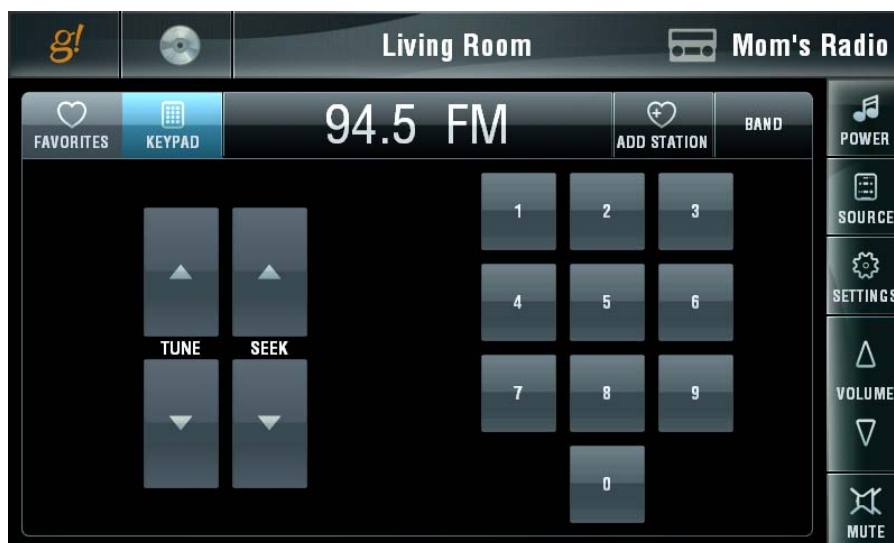 g!
Living Room
Mom's Radio
FAVORITES
KEYPAD
94.5 FM
ADD STATION
BAND
POWER
SOURCE
SETTINGS
VOLUME
MUTE
TUNE SEEK
1 2 3
4 5 6
7 8 9
0